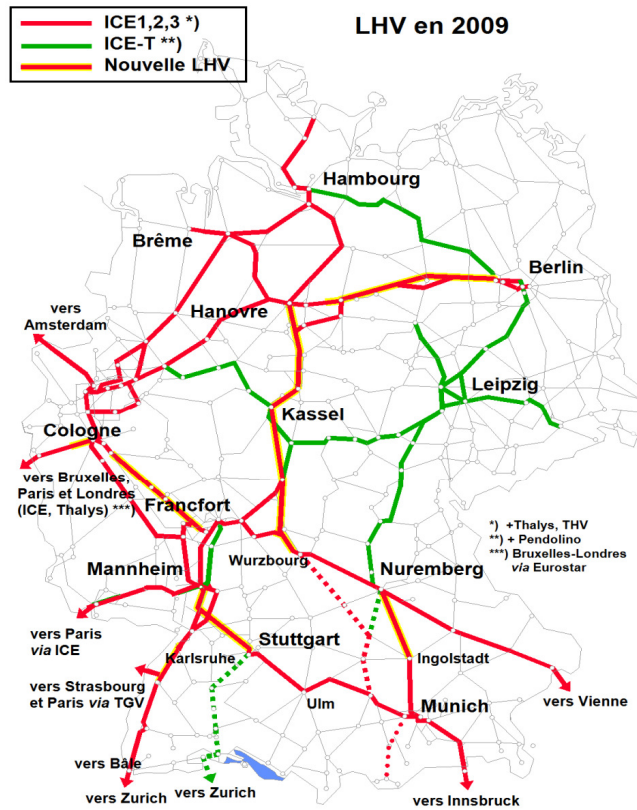 ICE1,2,3 *)
ICE-T **)
Nouvelle LHV
LHV en 2009
Hambourg
Brême
Berlin
Hanovre
vers
Amsterdam
Leipzig
Kassel
Cologne
vers Bruxelles,
Paris et Londres
(ICE, Thalys) ***)
Francfort
*) +Thalys, THV
**) + Pendolino
***) Bruxelles-Londres
via Eurostar
Wurzbourg
Mannheim
Nuremberg
vers Paris
via ICE
Stuttgart
Karlsruhe
Ingolstadt
vers Strasbourg
et Paris via TGV
Ulm
Munich
vers Vienne
vers Bâle
vers Zurich
vers Zurich
vers Innsbruck